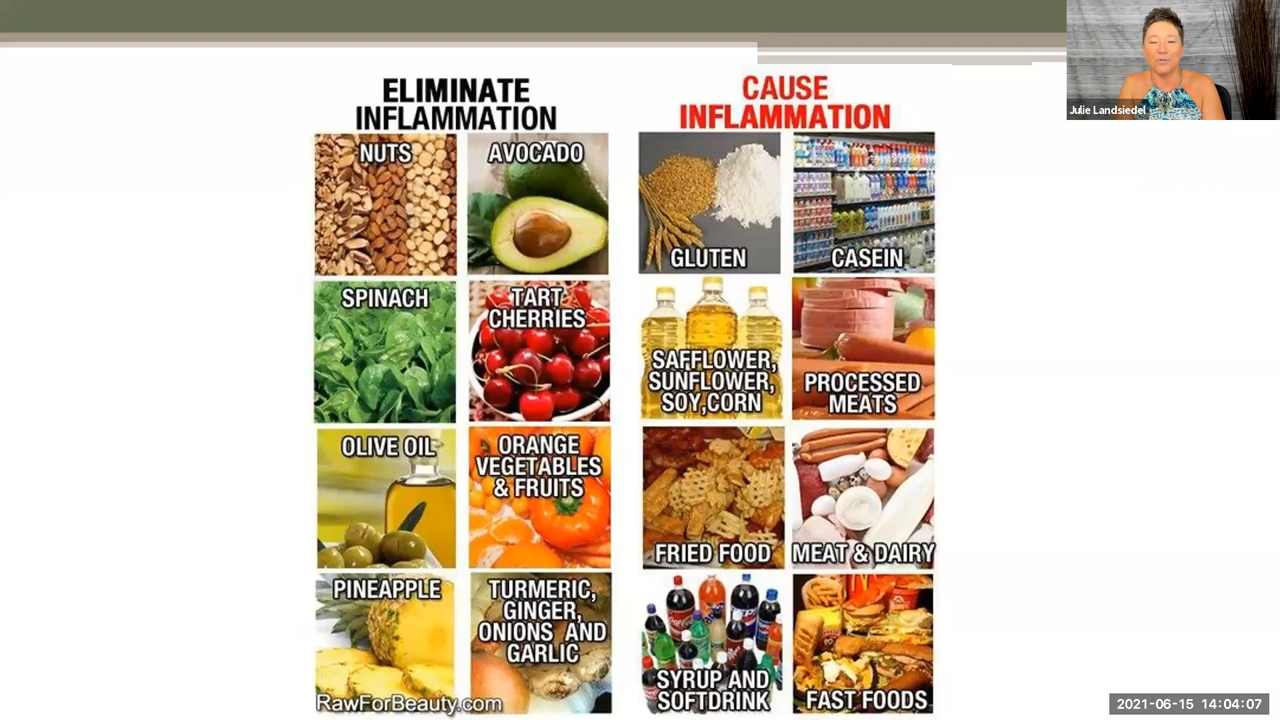 ELIMINATE
INFLAMMATION
CAUSE
INFLAMMATION
Julie Landsiedel
NUTS
AVOCADO
GLUTEN
CASEIN
SPINACH
TART
CHERRIES
SAFFLOWER,
SUNFLOWER,
SOY,CORN
PROCESSED
MEATS
OLIVE OIL
ORANGE
VEGETABLES
& FRUITS
FRIED FOOD
MEAT & DAIRY
PINEAPPLE
TURMERIC,
GINGER,
ONIONS AND
GARLIC
SYRUP AND
SOFTDRINK
FAST FOODS
RawForBeauty.com
2021-06-15 14:04:07